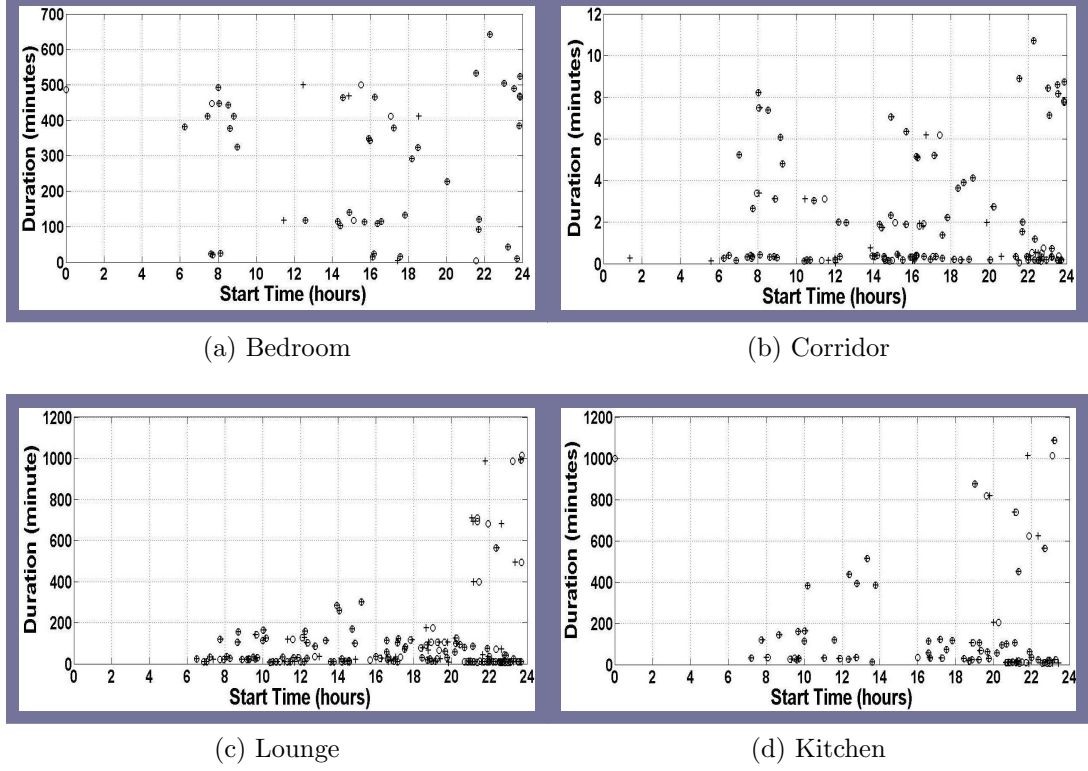 700
600
500
400
300
200
100
0
Duration (minutes)
0 2 4 6 8 10 12 14 16 18 20 22 24
Start Time (hours)
(a) Bedroom
12
10
8
6
4
2
0
Duration (minutes)
0 2 4 6 8 10 12 14 16 18 20 22 24
Start Time (hours)
(b) Corridor
1200
1000
800
600
400
200
0
Duration (minute)
0 2 4 6 8 10 12 14 16 18 20 22 24
Start Time (hours)
(c) Lounge
1200
1000
800
600
400
200
0
Duration (minutes)
0 2 4 6 8 10 12 14 16 18 20 22 24
Start Time (hours)
(d) Kitchen